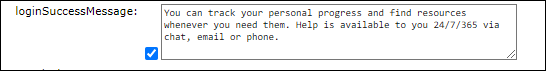 loginSuccessMessage:
You can track your personal progress and find resources
whenever you need them. Help is available to you 24/7/365 via
chat, email or phone.